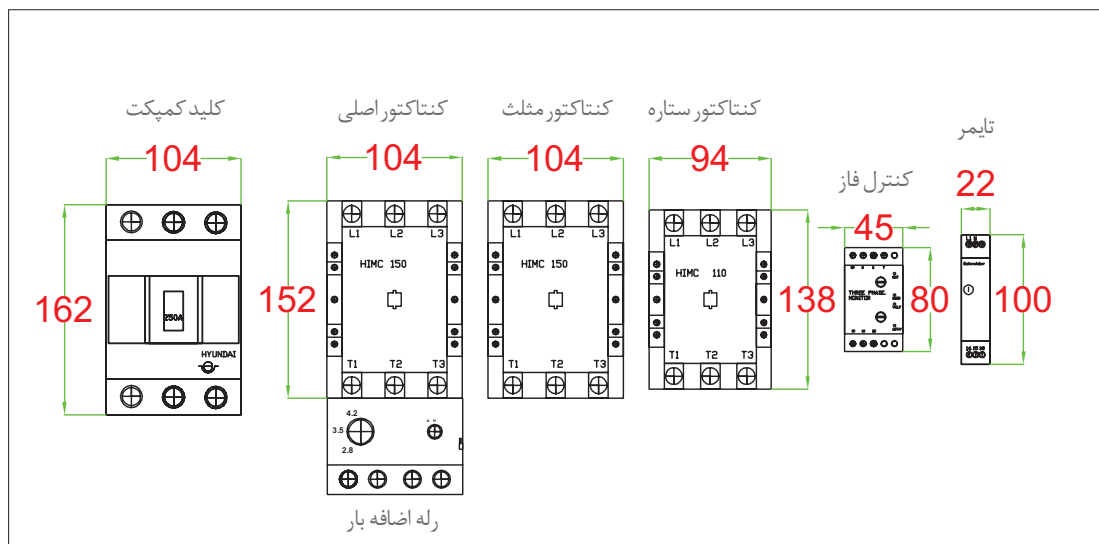 کلید کمپکت
104
162
250A
HYUNDAI
کنتاکتور اصلی
104
152
L1 L2 L3
HIMC 150
T1 T2 T3
4.2
3.5
2.8
رله اضافه بار
کنتاکتور مثلث
104
L1 L2 L3
HIMC 150
T1 T2 T3
کنتاکتور ستاره
94
L1 L2 L3
HIMC 110
T1 T2 T3
138
کنترل فاز
45
THREE PHASE
MONITOR
80
تایمر
22
Schneider
100